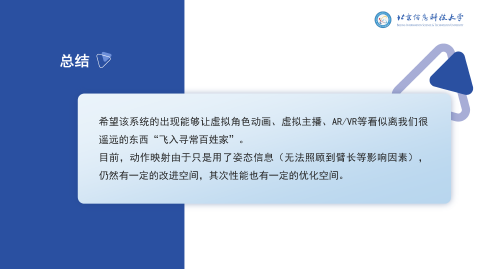 北京信息科技大学
总结
希望该系统的出现能够让虚拟角色动画、虚拟主播、AR/VR等看似离我们很
遥远的东西“飞入寻常百姓家”。
目前，动作映射由于只是用了姿态信息（无法照顾到臂长等影响因素），
仍然有一定的改进空间，其次性能也有一定的优化空间。